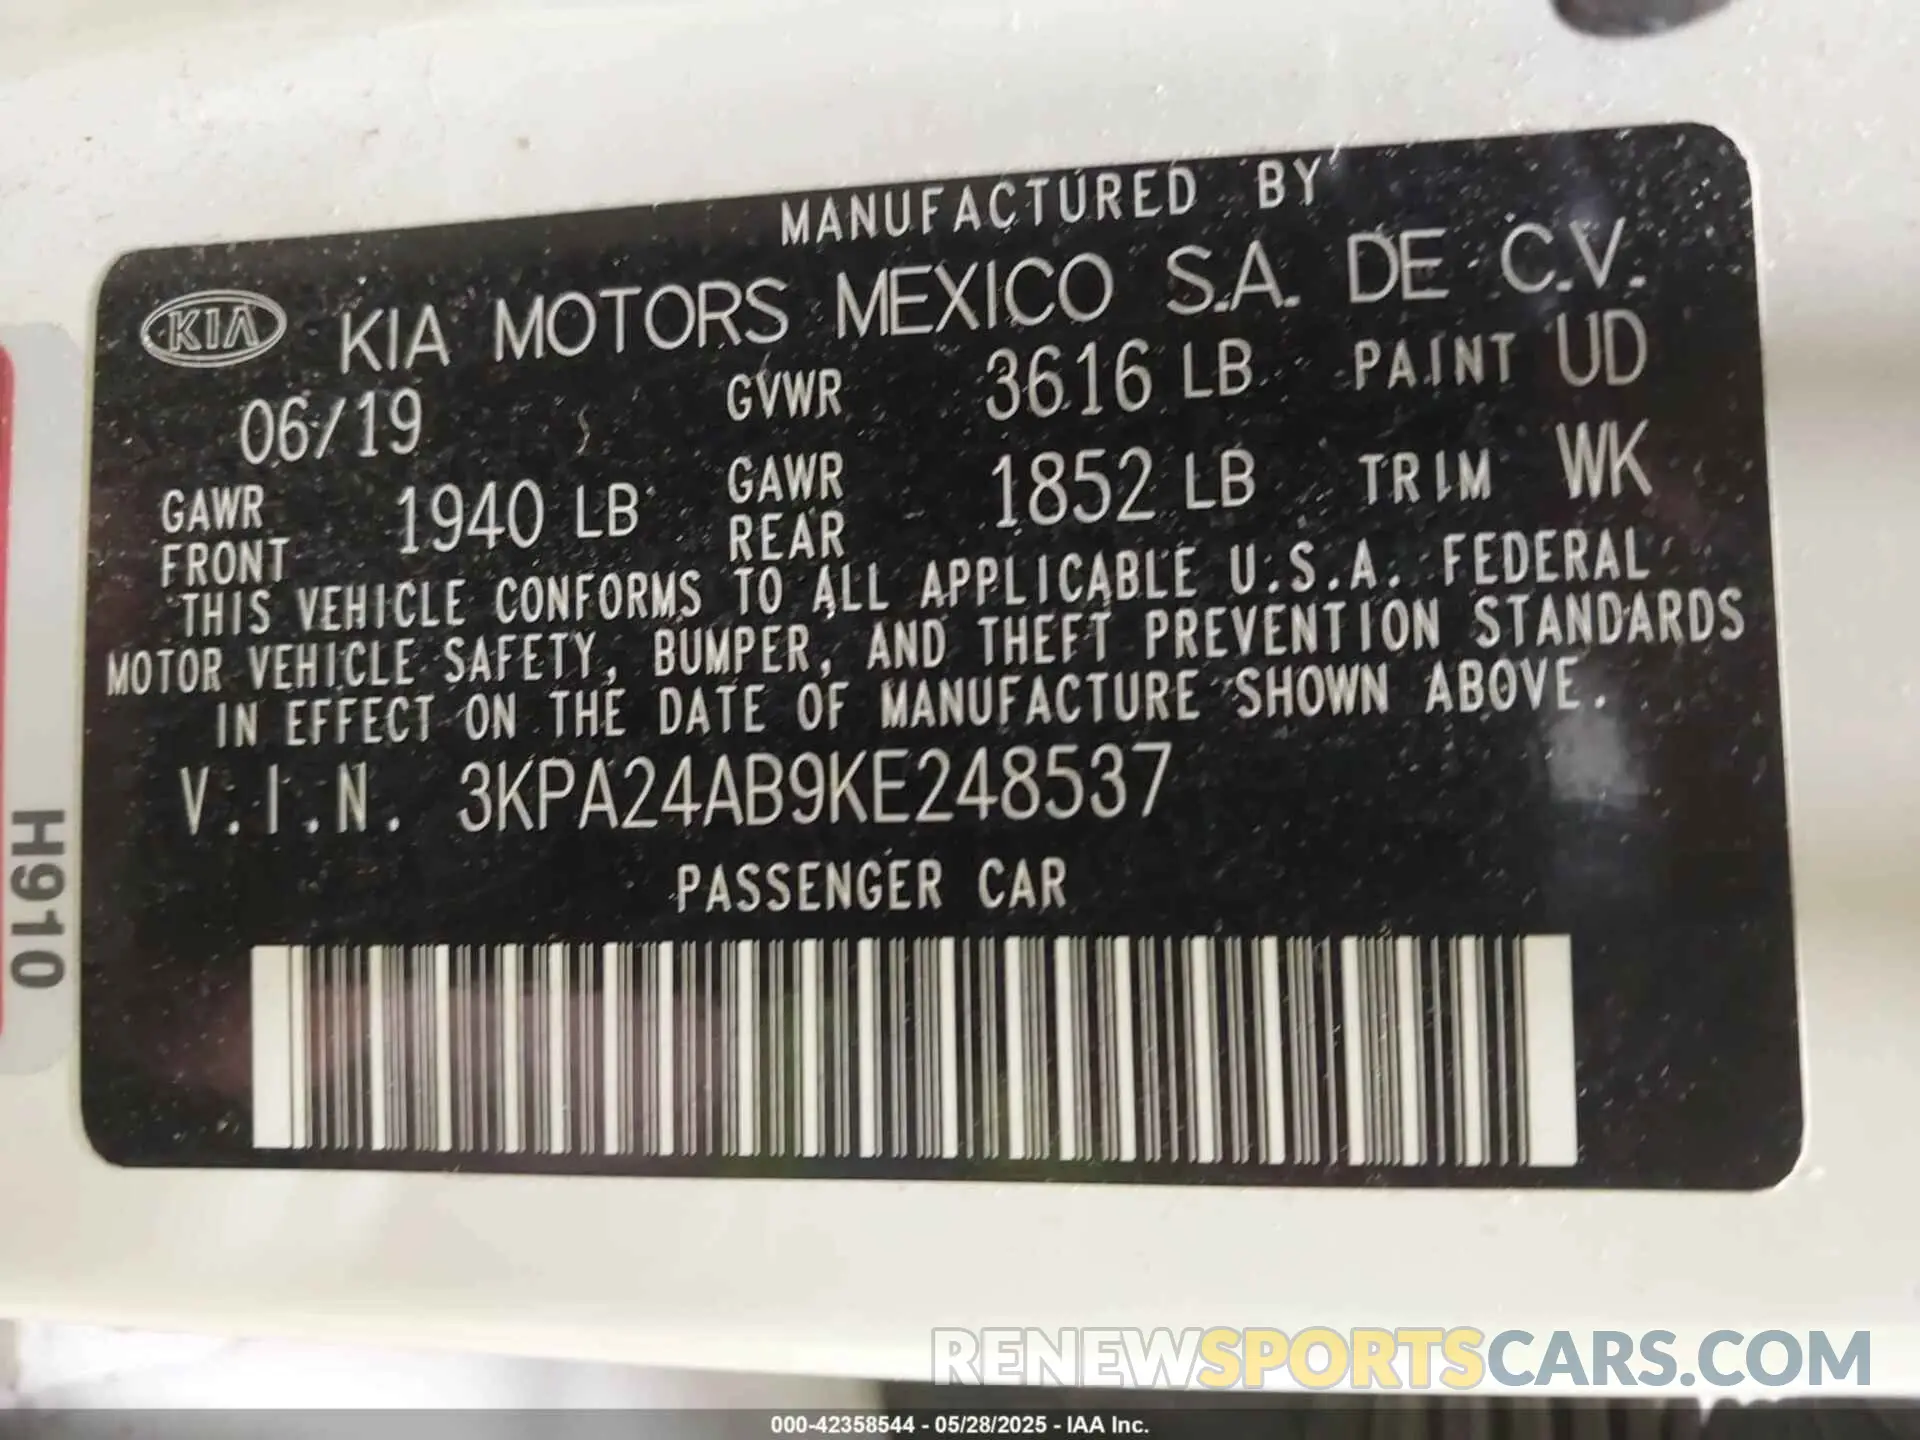 MANUFACTURED BY
KIA KIA MOTORS MEXICO S.A. DE C.V.
06/19 GVWR 3616 LB PAINT UD
GAWR FRONT 1940 LB GAWR REAR 1852 LB TRIM WK
THIS VEHICLE CONFORMS TO ALL APPLICABLE U.S.A. FEDERAL
MOTOR VEHICLE SAFETY, BUMPER, AND THEFT PREVENTION STANDARDS
IN EFFECT ON THE DATE OF MANUFACTURE SHOWN ABOVE.
V.I.N. 3KPA24AB9KE248537
PASSENGER CAR
H910
RENEWSPORTSCARS.COM
000-42358544 - 05/28/2025 - IAA Inc.